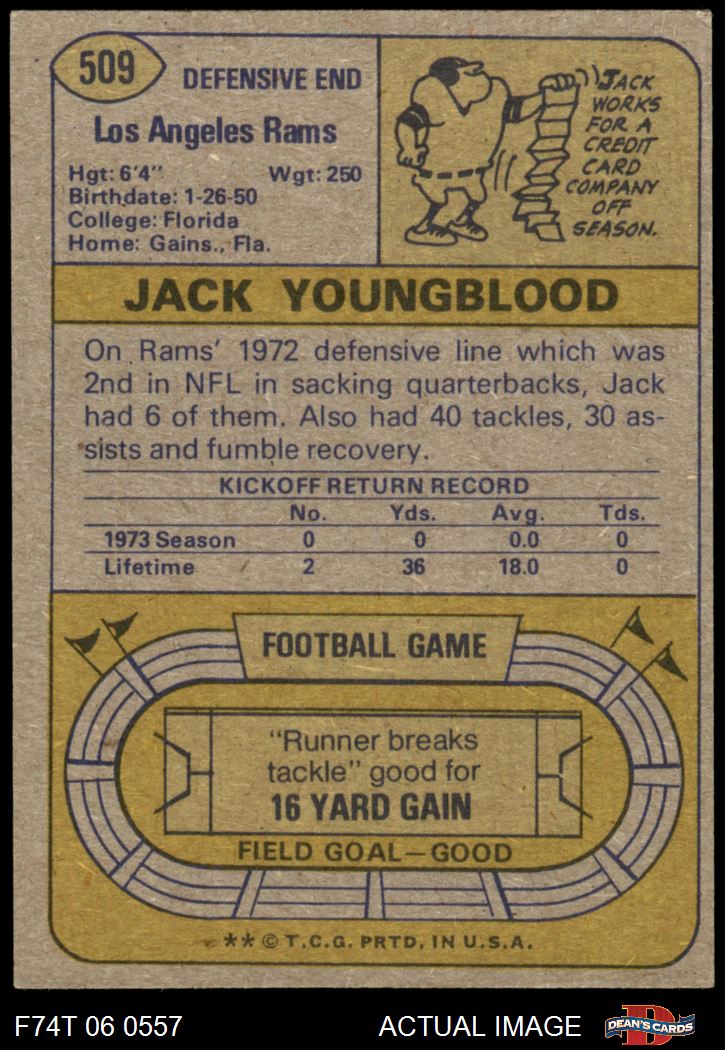 509
DEFENSIVE END
Los Angeles Rams
Hgt: 6'4" Wgt: 250
Birthdate: 1-26-50
College: Florida
Home: Gains., Fla.
JACK
WORKS
FOR A
CREDIT
CARD
COMPANY
OFF
SEASON.
JACK YOUNGBLOOD
On Rams' 1972 defensive line which was
2nd in NFL in sacking quarterbacks, Jack
had 6 of them. Also had 40 tackles, 30 as-
sists and fumble recovery.
KICKOFF RETURN RECORD
No. Yds. Avg. Tds.
1973 Season 0 0 0.0 0
Lifetime 2 36 18.0 0
FOOTBALL GAME
"Runner breaks
tackle" good for
16 YARD GAIN
FIELD GOAL—GOOD
** © T.C.G. PRTD. IN U.S.A.
F74T 06 0557 ACTUAL IMAGE
D
DEAN'S CARDS